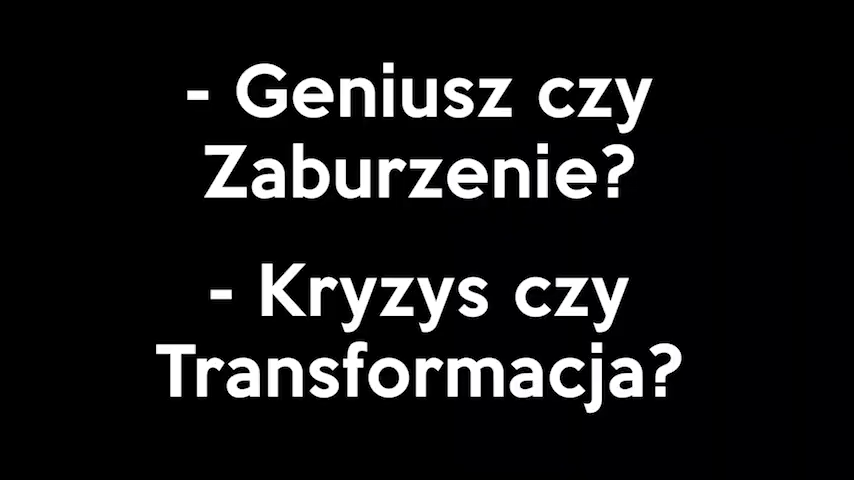 - Geniusz czy
Zaburzenie?
- Kryzys czy
Transformacja?